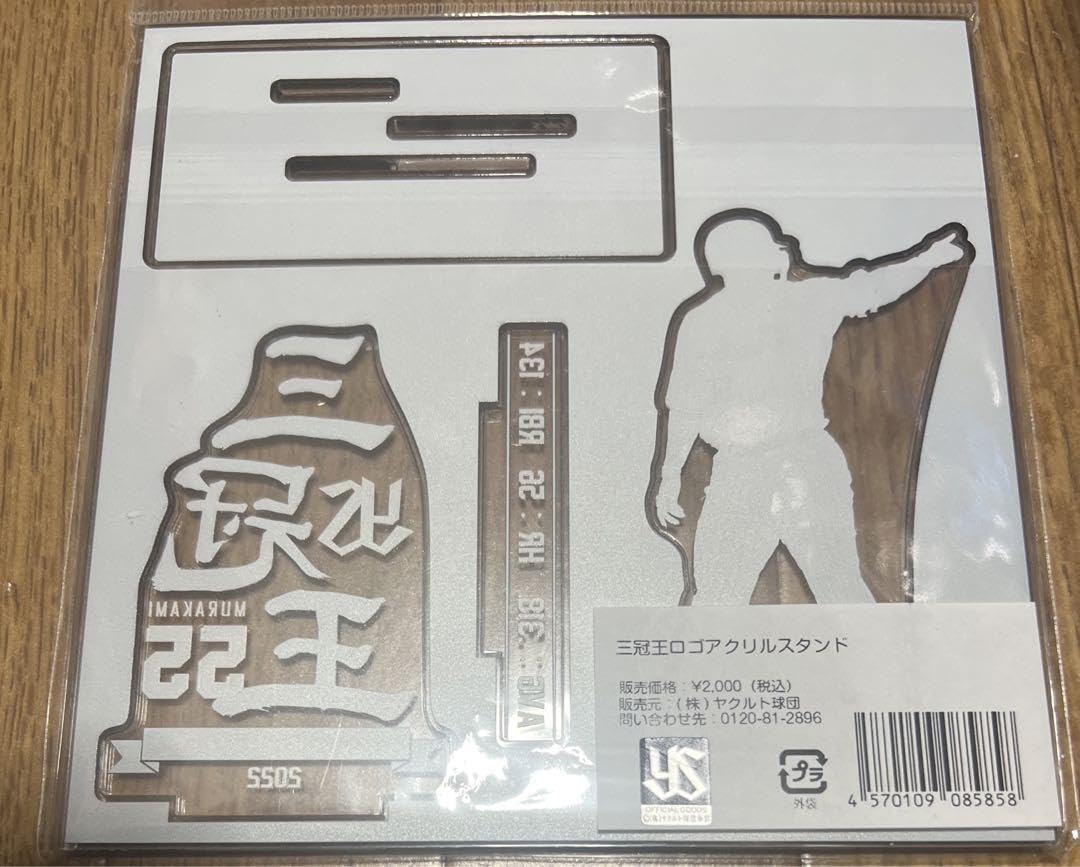 三冠王
MURAKAMI
55
2022
AVG: .318 HR: 56 RBI: 134
三冠王ロゴアクリルスタンド
販売価格：¥2,000（税込）
販売元：(株)ヤクルト球団
問い合わせ先：0120-81-2896
YS
OFFICIAL GOODS
プラ
外袋
4 570109 085858